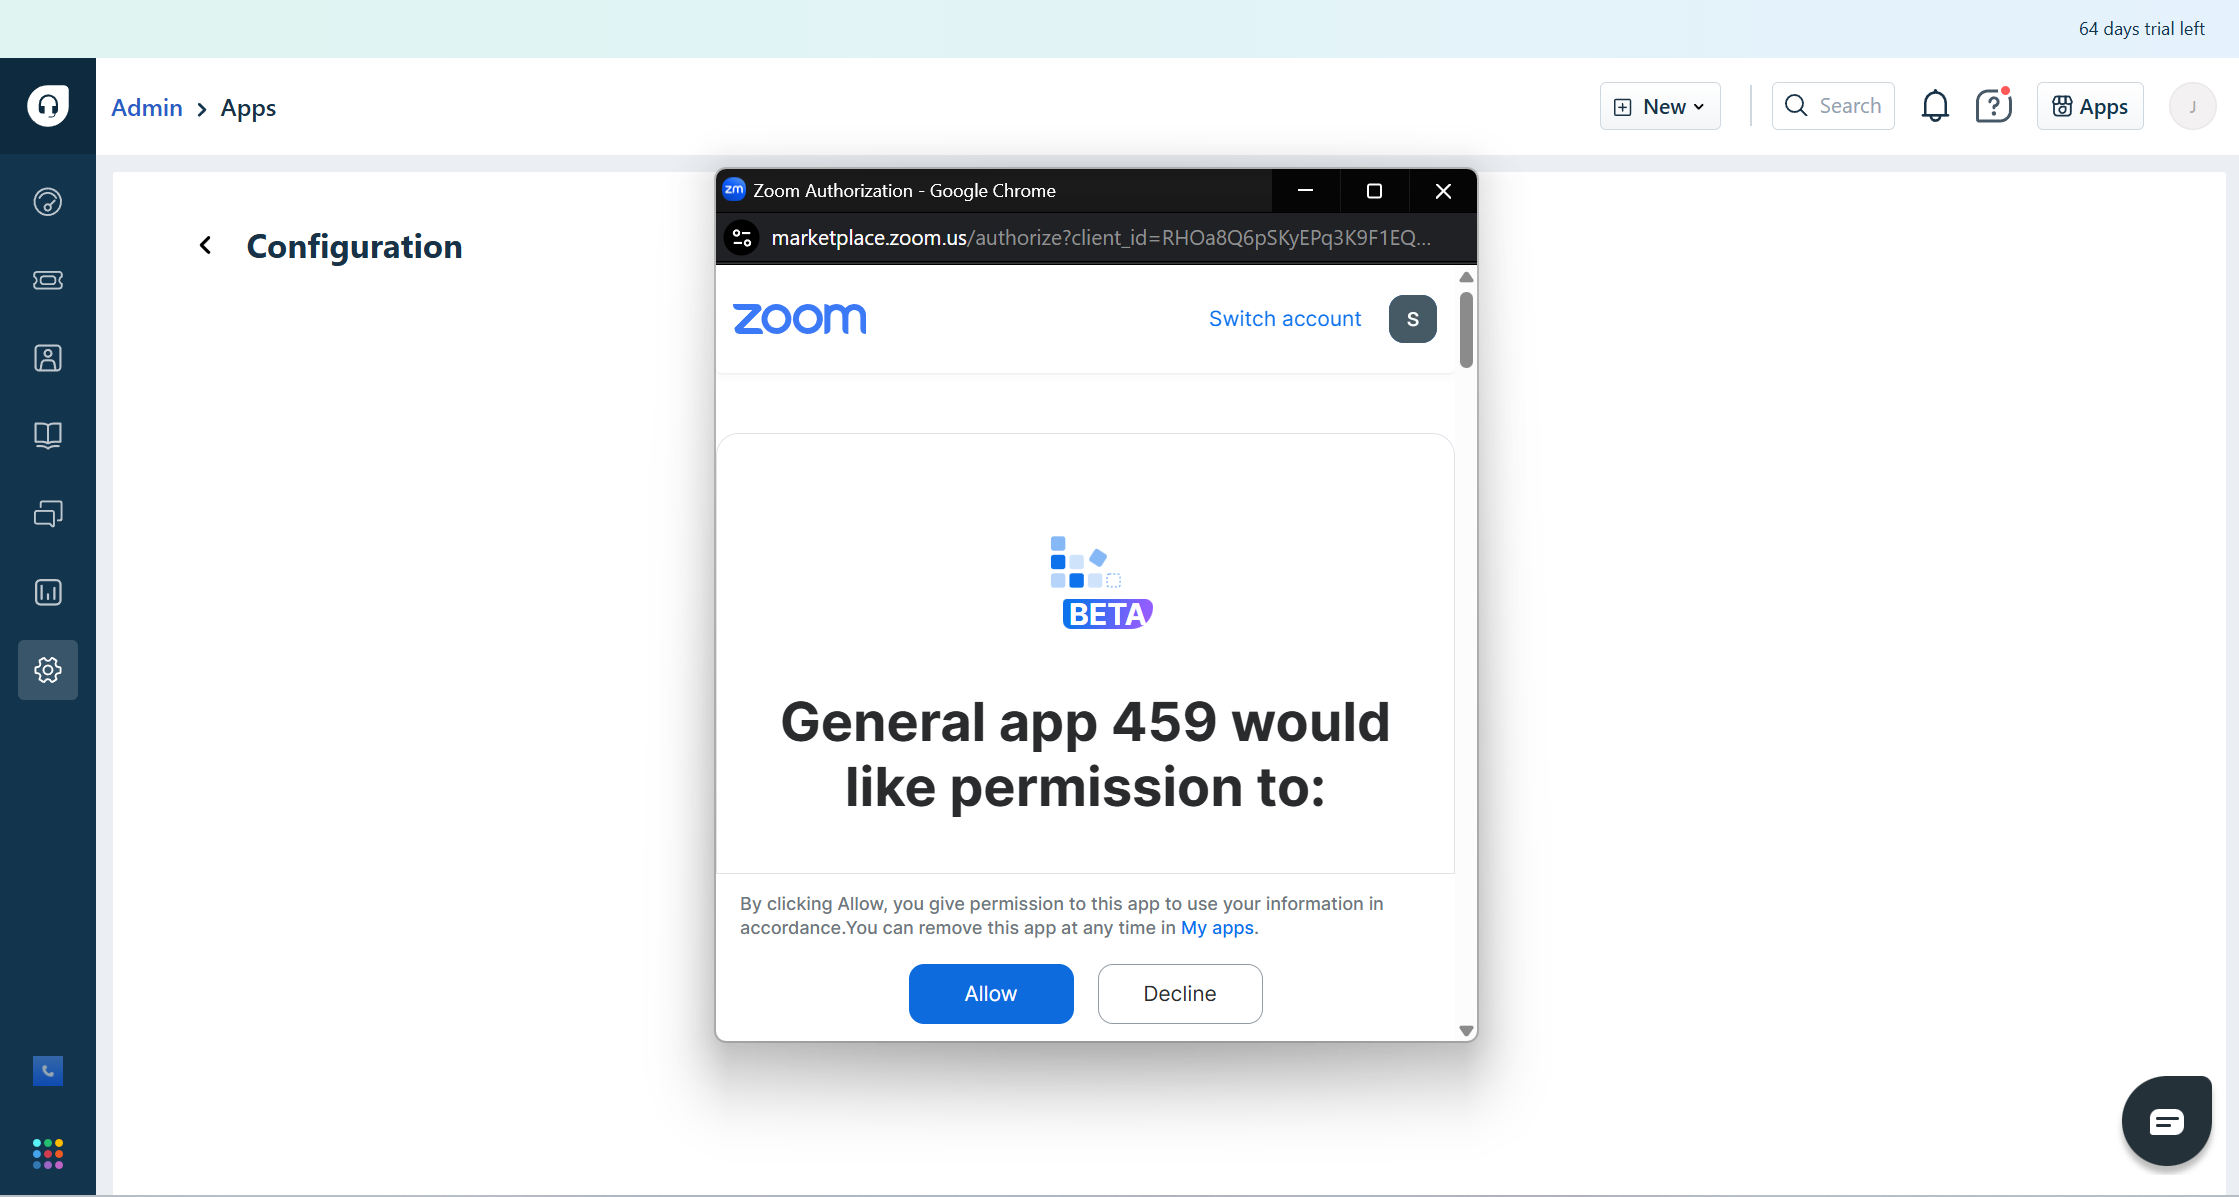 64 days trial left
Admin > Apps
New
Search
Apps
J
Configuration
zm Zoom Authorization - Google Chrome
marketplace.zoom.us/authorize?client_id=RHOa8Q6pSKyEPq3K9F1EQ...
zoom
Switch account
S
BETA
General app 459 would
like permission to:
By clicking Allow, you give permission to this app to use your information in
accordance.You can remove this app at any time in My apps.
Allow
Decline